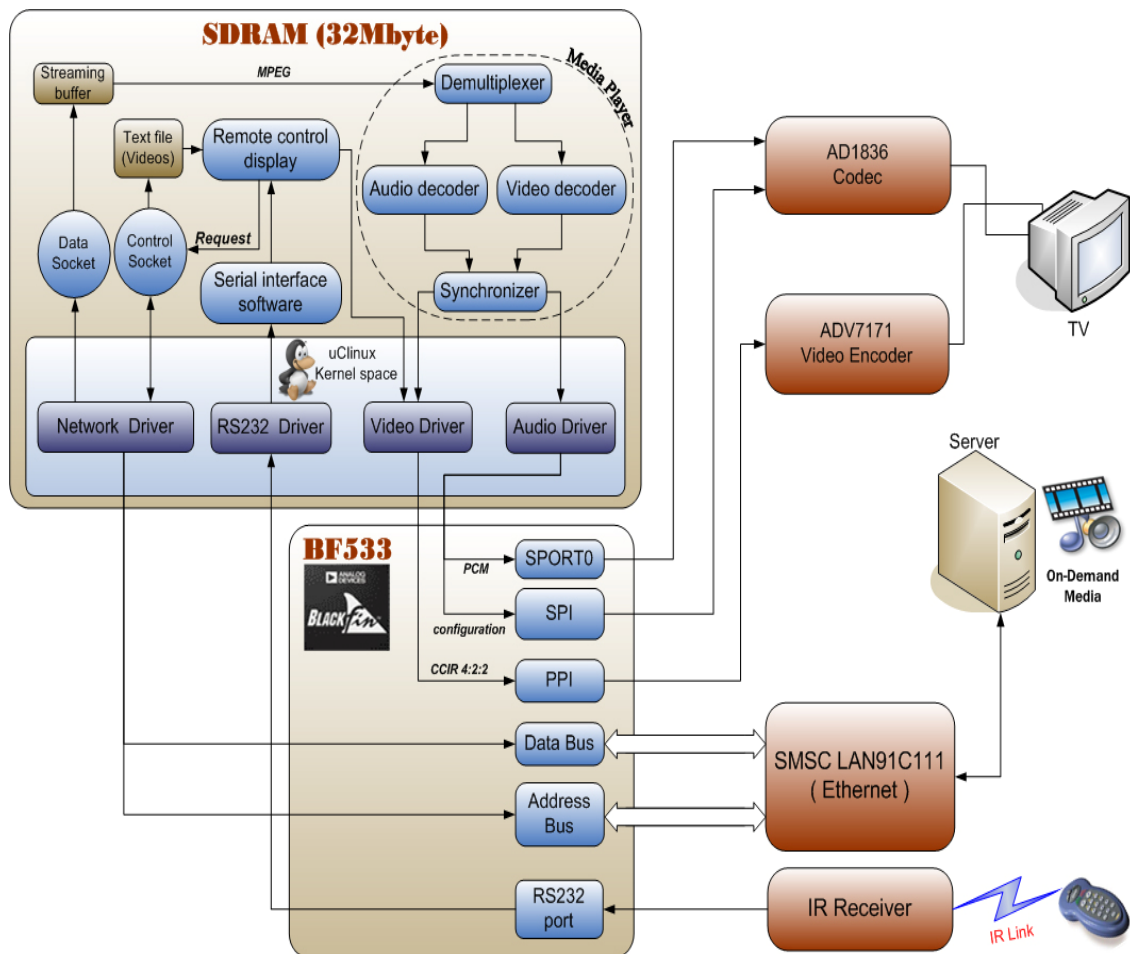 SDRAM (32Mbyte)
Streaming
buffer
MPEG
Demultiplexer
Media Player
Text file
(Videos)
Remote control
display
Audio decoder
Video decoder
Data
Socket
Control
Socket
Request
Serial interface
software
Synchronizer
uClinux
Kernel space
Network Driver
RS232 Driver
Video Driver
Audio Driver
AD1836
Codec
TV
ADV7171
Video Encoder
Server
On-Demand
Media
BF533
ANALOG
DEVICES
BLACKfin
PCM
SPORT0
configuration
SPI
CCIR 4:2:2
PPI
Data Bus
Address
Bus
SMSC LAN91C111
( Ethernet )
RS232
port
IR Receiver
IR Link